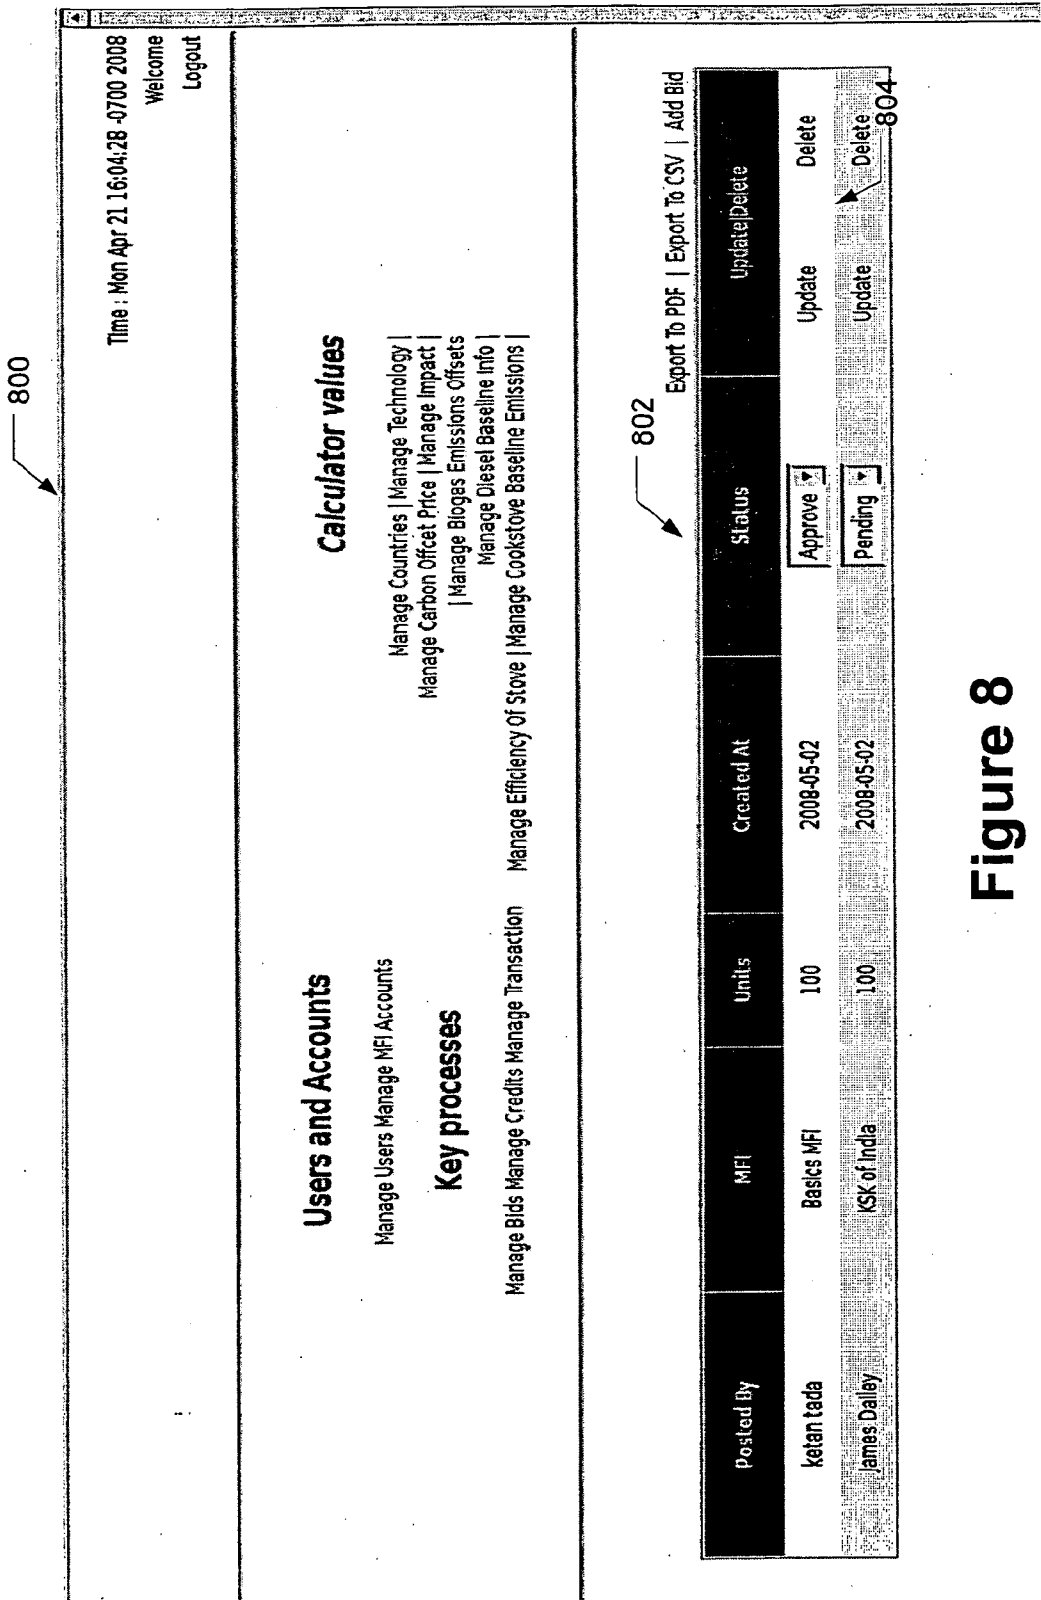 800
Time : Mon Apr 21 16:04:28 -0700 2008
Welcome
Logout
Users and Accounts
Manage Users Manage MFI Accounts
Key processes
Manage Bids Manage Credits Manage Transaction
Calculator values
Manage Countries | Manage Technology |
Manage Carbon Offcet Price | Manage Impact |
| Manage Biogas Emissions Offsets
Manage Diesel Baseline Info |
Manage Efficiency Of Stove | Manage Cookstove Baseline Emissions |
802
Export To PDF | Export To CSV | Add Bid
Posted By MFI Units Created At Status Update|Delete
ketan tada Basics MFI 100 2008-05-02 Approve Update Delete
James Dailey KSK of India 100 2008-05-02 Pending Update Delete
804
Figure 8